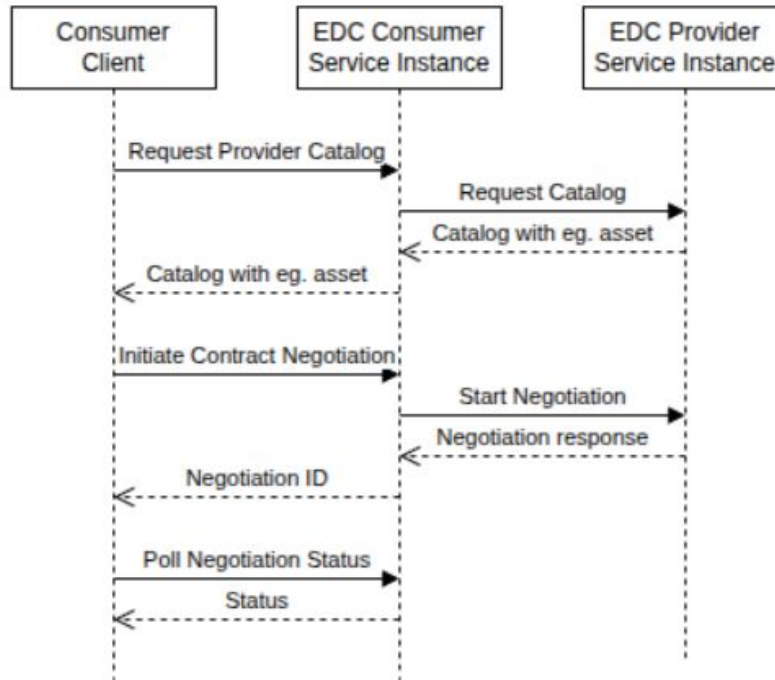 Consumer
Client
EDC Consumer
Service Instance
EDC Provider
Service Instance
Request Provider Catalog
Request Catalog
Catalog with eg. asset
Catalog with eg. asset
Initiate Contract Negotiation
Start Negotiation
Negotiation response
Negotiation ID
Poll Negotiation Status
Status